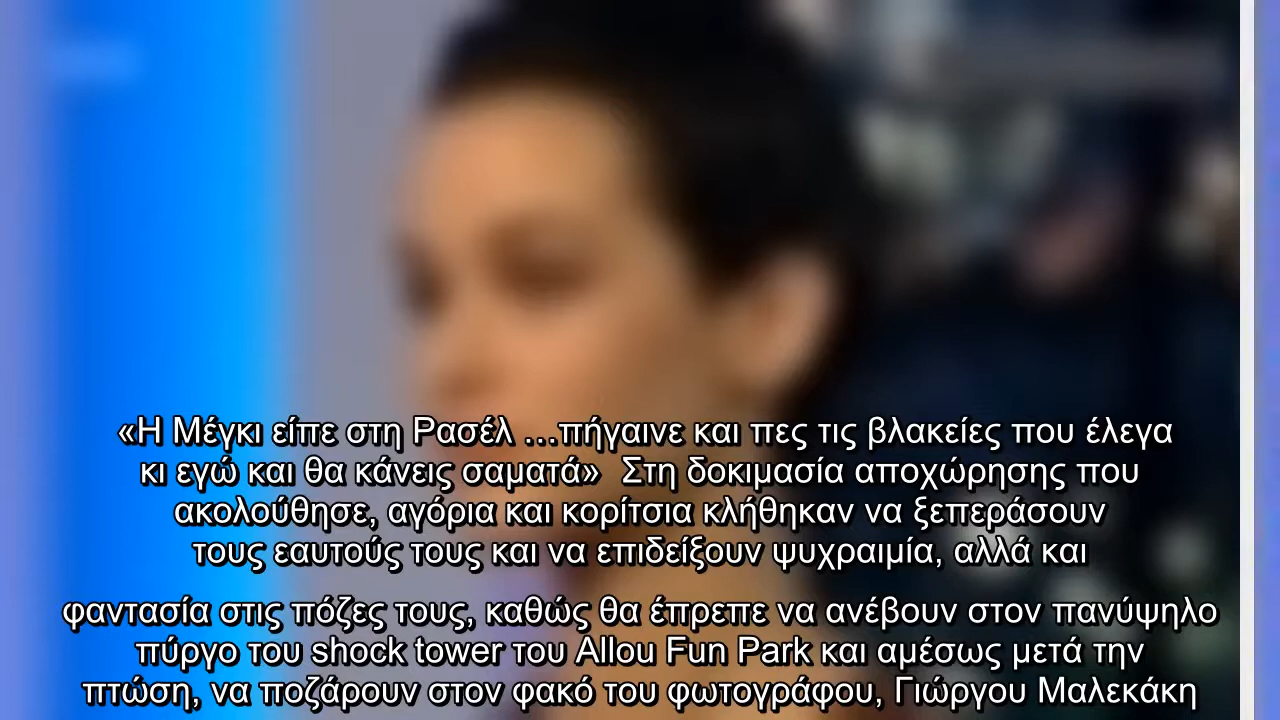 «Η Μέγκι είπε στη Ρασέλ ...πήγαινε και πες τις βλακείες που έλεγα
κι εγώ και θα κάνεις σαματά»  Στη δοκιμασία αποχώρησης που
ακολούθησε, αγόρια και κορίτσια κλήθηκαν να ξεπεράσουν
τους εαυτούς τους και να επιδείξουν ψυχραιμία, αλλά και
φαντασία στις πόζες τους, καθώς θα έπρεπε να ανέβουν στον πανύψηλο
πύργο του shock tower του Allou Fun Park και αμέσως μετά την
πτώση, να ποζάρουν στον φακό του φωτογράφου, Γιώργου Μαλεκάκη